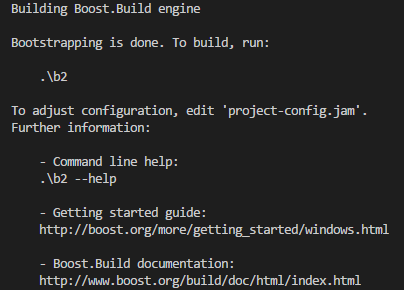 Building Boost.Build engine
Bootstrapping is done. To build, run:
.\b2
To adjust configuration, edit 'project-config.jam'.
Further information:
- Command line help:
.\b2 --help
- Getting started guide:
http://boost.org/more/getting_started/windows.html
- Boost.Build documentation:
http://www.boost.org/build/doc/html/index.html